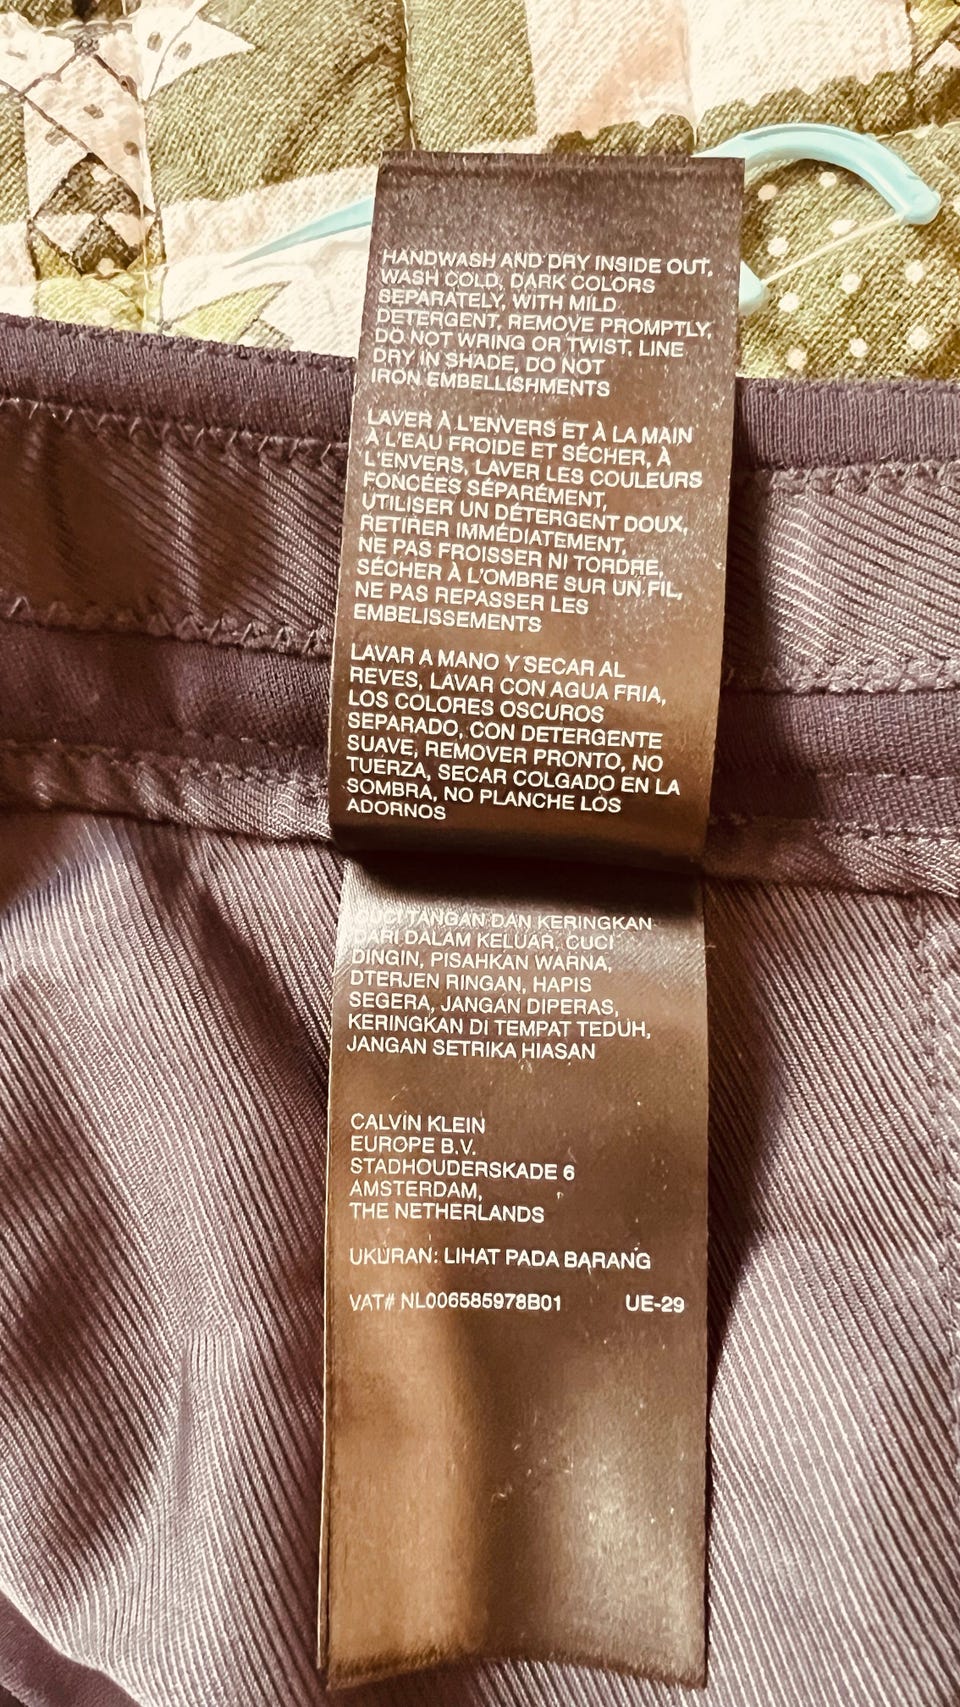 HANDWASH AND DRY INSIDE OUT,
WASH COLD, DARK COLORS
SEPARATELY, WITH MILD
DETERGENT, REMOVE PROMPTLY,
DO NOT WRING OR TWIST, LINE
DRY IN SHADE, DO NOT
IRON EMBELLISHMENTS
LAVER À L'ENVERS ET À LA MAIN
À L'EAU FROIDE ET SÉCHER, À
L'ENVERS, LAVER LES COULEURS
FONCÉES SÉPARÉMENT,
UTILISER UN DÉTERGENT DOUX,
RETIRER IMMÉDIATEMENT,
NE PAS FROISSER NI TORDRE,
SÉCHER À L'OMBRE SUR UN FIL,
NE PAS REPASSER LES
EMBELISSEMENTS
LAVAR A MANO Y SECAR AL
REVES, LAVAR CON AGUA FRIA,
LOS COLORES OSCUROS
SEPARADO, CON DETERGENTE
SUAVE, REMOVER PRONTO, NO
TUERZA, SECAR COLGADO EN LA
SOMBRA, NO PLANCHE LOS
ADORNOS
CUCI TANGAN DAN KERINGKAN
DARI DALAM KELUAR, CUCI
DINGIN, PISAHKAN WARNA,
DTERJEN RINGAN, HAPIS
SEGERA, JANGAN DIPERAS,
KERINGKAN DI TEMPAT TEDUH,
JANGAN SETRIKA HIASAN
CALVIN KLEIN
EUROPE B.V.
STADHOUDERSKADE 6
AMSTERDAM,
THE NETHERLANDS
UKURAN: LIHAT PADA BARANG
VAT# NL006585978B01 UE-29